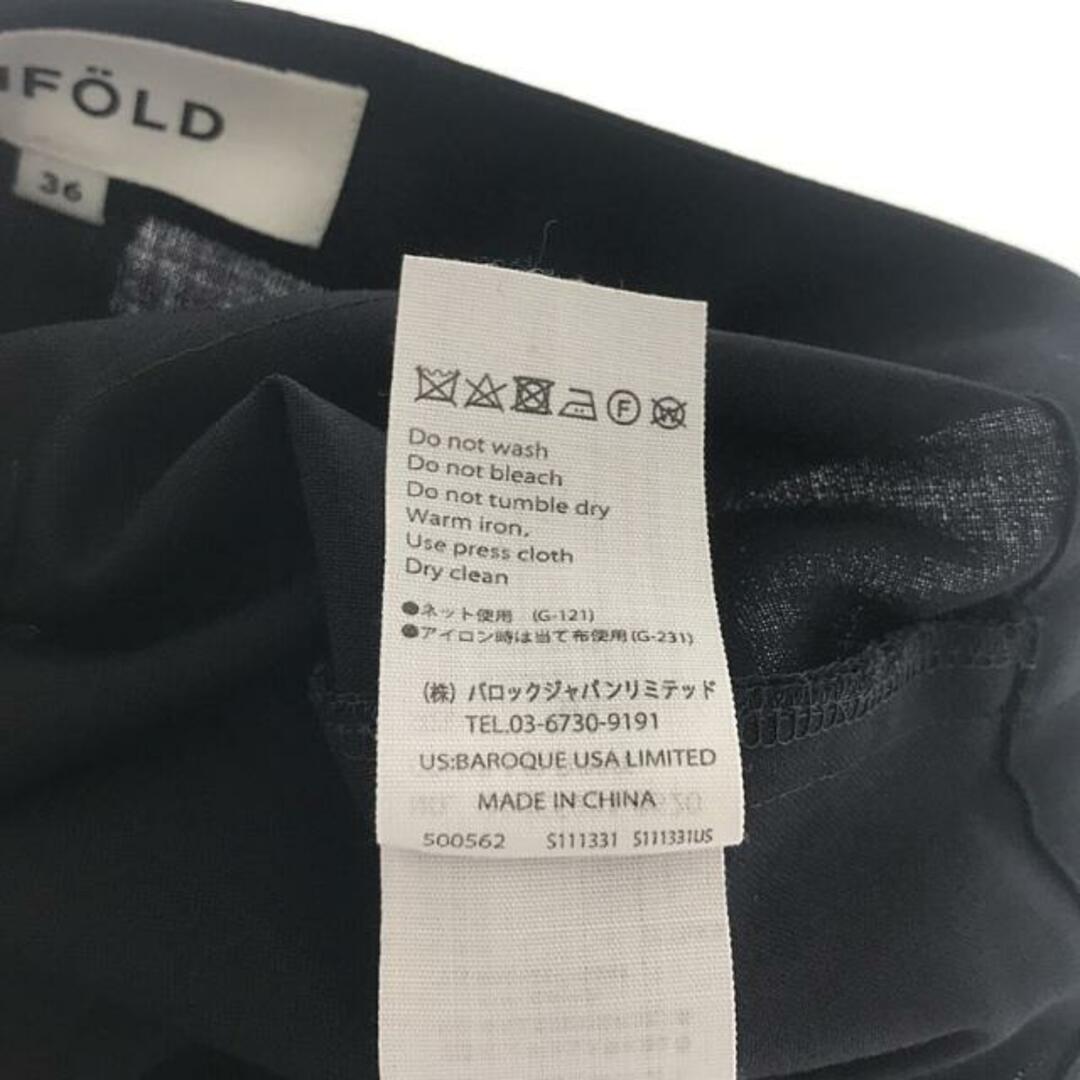 FÖLD
36
F W
Do not wash
Do not bleach
Do not tumble dry
Warm iron,
Use press cloth
Dry clean
●ネット使用 (G-121)
●アイロン時は当て布使用(G-231)
(株) バロックジャパンリミテッド
TEL.03-6730-9191
US:BAROQUE USA LIMITED
MADE IN CHINA
500562 S111331 S111331US